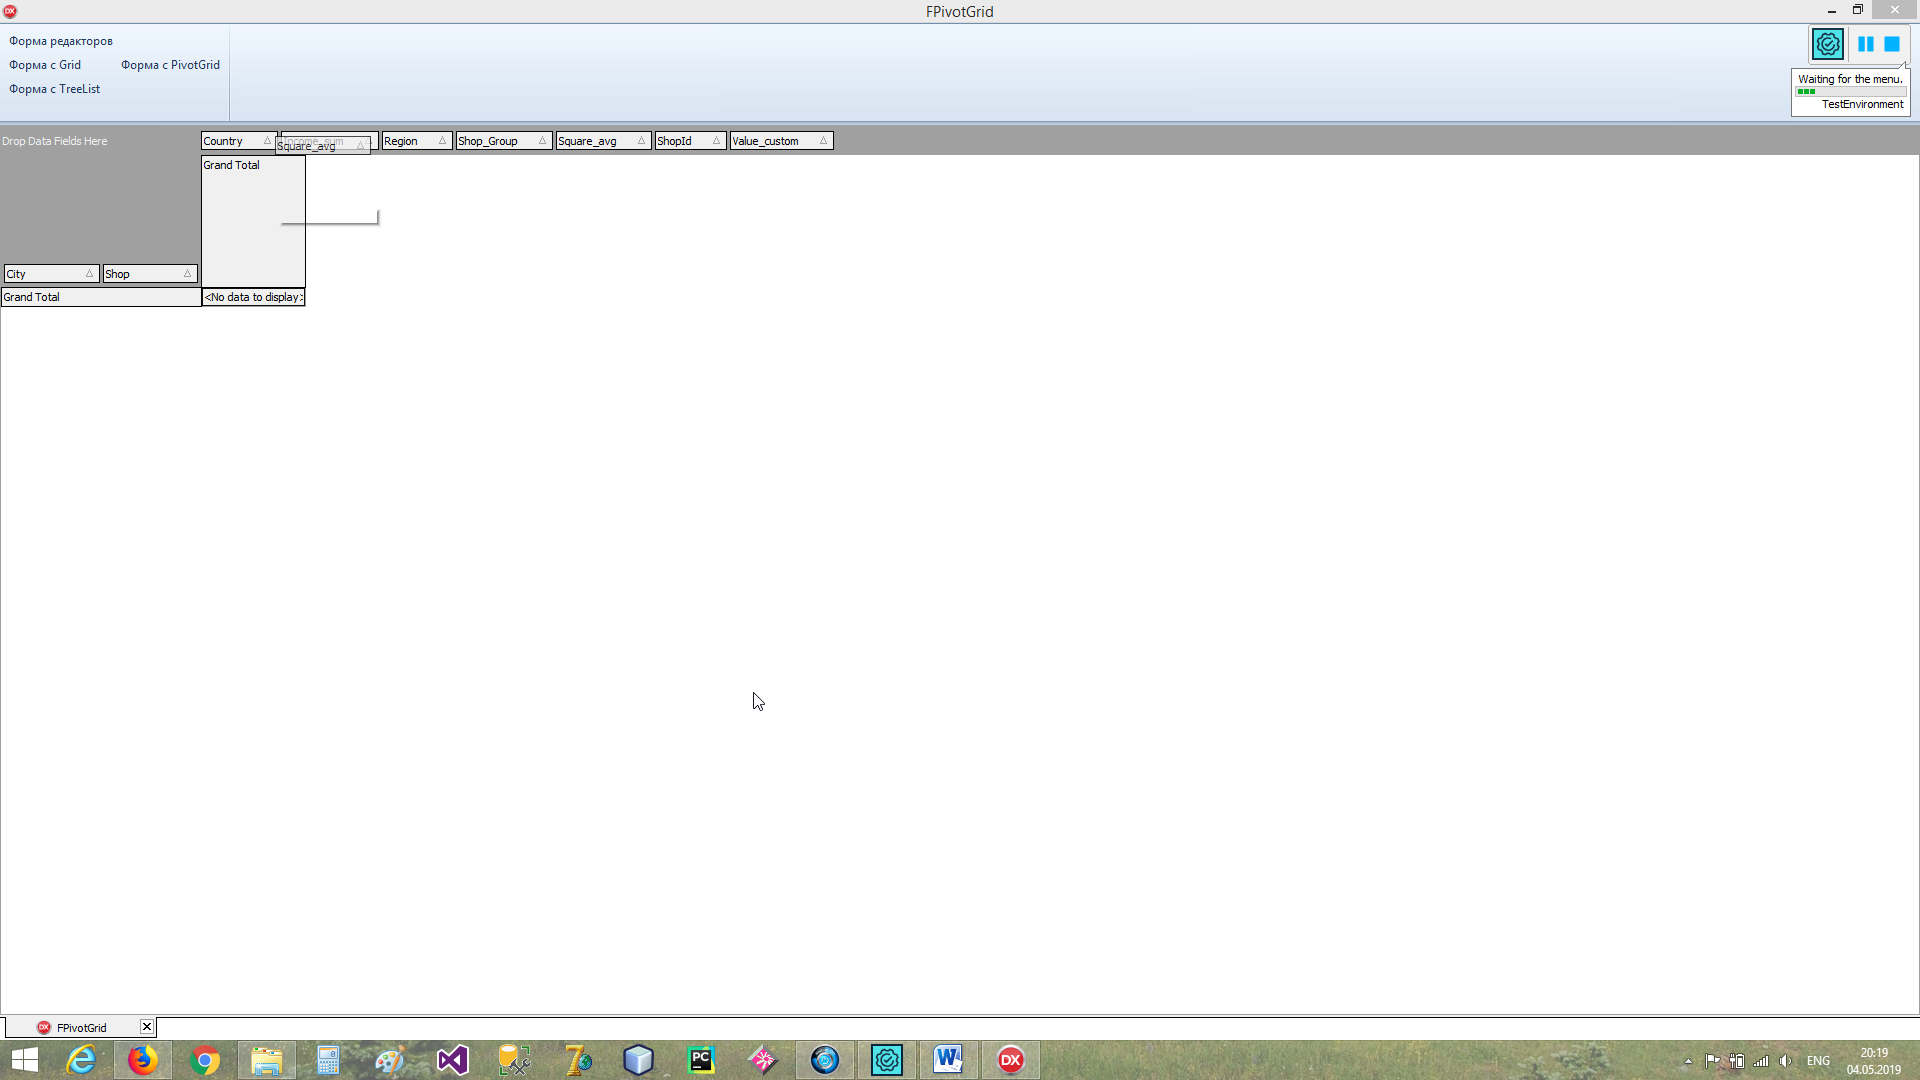 FPivotGrid
Форма редакторов
Форма с Grid
Форма с PivotGrid
Форма с TreeList
Waiting for the menu.
TestEnvironment
Drop Data Fields Here
Country
Income_sum
Square_avg
Region
Shop_Group
Square_avg
ShopId
Value_custom
Grand Total
City
Shop
Grand Total
<No data to display>
FPivotGrid
ENG
20:19
04.05.2019